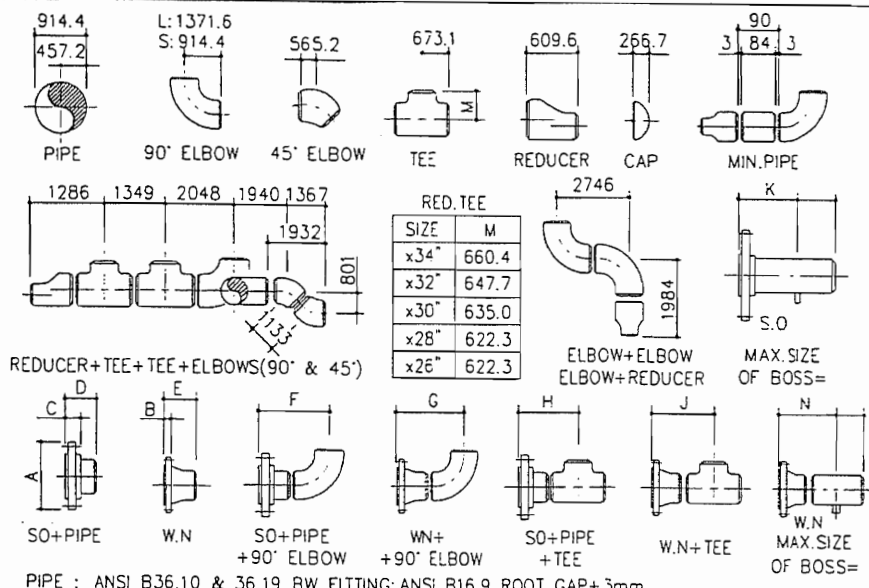 914.4
457.2
PIPE
L: 1371.6
S: 914.4
90° ELBOW
565.2
45° ELBOW
673.1
M
TEE
609.6
REDUCER
266.7
CAP
90
3 84 3
MIN.PIPE
1286 1349 2048 1940 1367
1932
801
1133
REDUCER+TEE+TEE+ELBOWS(90° & 45°)
RED.TEE
SIZE M
x34" 660.4
x32" 647.7
x30" 635.0
x28" 622.3
x26" 622.3
2746
1984
ELBOW+ELBOW
ELBOW+REDUCER
K
S.O
MAX.SIZE
OF BOSS=
D
C
A
SO+PIPE
E
B
W.N
F
SO+PIPE
+90° ELBOW
G
WN+
+90° ELBOW
H
SO+PIPE
+TEE
J
W.N+TEE
N
W.N
MAX.SIZE
OF BOSS=
PIPE : ANSI B36.10 & 36.19 BW FITTING: ANSI B16.9 ROOT GAP+3mm